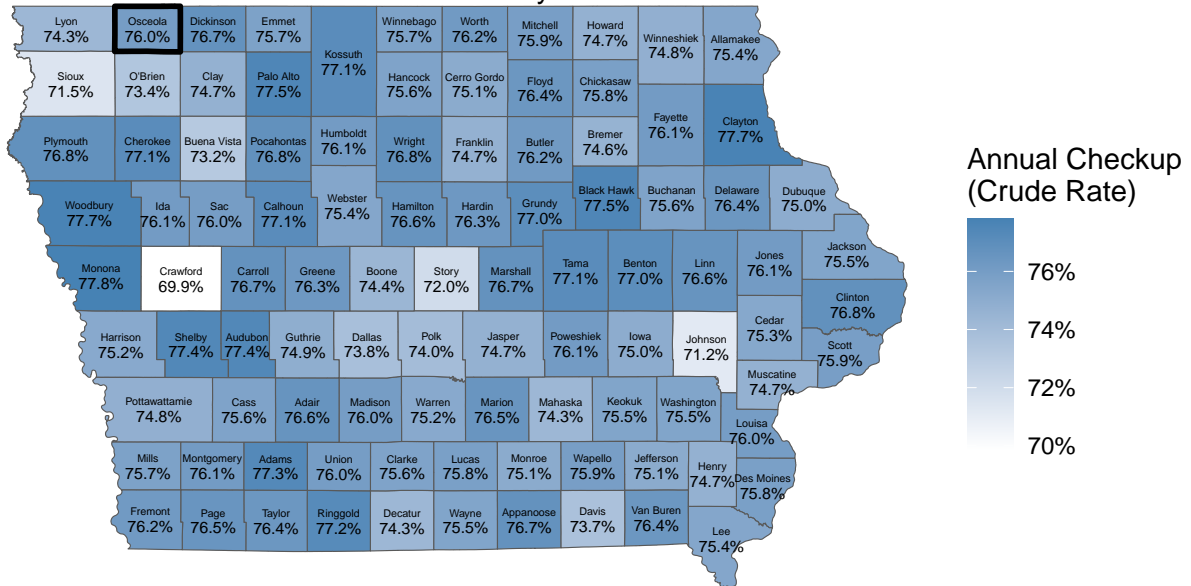 Lyon
74.3%
Osceola
76.0%
Dickinson
76.7%
Emmet
75.7%
Kossuth
77.1%
Winnebago
75.7%
Worth
76.2%
Mitchell
75.9%
Howard
74.7%
Winneshiek
74.8%
Allamakee
75.4%
Sioux
71.5%
O'Brien
73.4%
Clay
74.7%
Palo Alto
77.5%
Hancock
75.6%
Cerro Gordo
75.1%
Floyd
76.4%
Chickasaw
75.8%
Fayette
76.1%
Clayton
77.7%
Plymouth
76.8%
Cherokee
77.1%
Buena Vista
73.2%
Pocahontas
76.8%
Humboldt
76.1%
Wright
76.8%
Franklin
74.7%
Butler
76.2%
Bremer
74.6%
Woodbury
77.7%
Ida
76.1%
Sac
76.0%
Calhoun
77.1%
Webster
75.4%
Hamilton
76.6%
Hardin
76.3%
Grundy
77.0%
Black Hawk
77.5%
Buchanan
75.6%
Delaware
76.4%
Dubuque
75.0%
Monona
77.8%
Crawford
69.9%
Carroll
76.7%
Greene
76.3%
Boone
74.4%
Story
72.0%
Marshall
76.7%
Tama
77.1%
Benton
77.0%
Linn
76.6%
Jones
76.1%
Jackson
75.5%
Clinton
76.8%
Harrison
75.2%
Shelby
77.4%
Audubon
77.4%
Guthrie
74.9%
Dallas
73.8%
Polk
74.0%
Jasper
74.7%
Poweshiek
76.1%
Iowa
75.0%
Johnson
71.2%
Cedar
75.3%
Scott
75.9%
Muscatine
74.7%
Pottawattamie
74.8%
Cass
75.6%
Adair
76.6%
Madison
76.0%
Warren
75.2%
Marion
76.5%
Mahaska
74.3%
Keokuk
75.5%
Washington
75.5%
Louisa
76.0%
Mills
75.7%
Montgomery
76.1%
Adams
77.3%
Union
76.0%
Clarke
75.6%
Lucas
75.8%
Monroe
75.1%
Wapello
75.9%
Jefferson
75.1%
Henry
74.7%
Des Moines
75.8%
Fremont
76.2%
Page
76.5%
Taylor
76.4%
Ringgold
77.2%
Decatur
74.3%
Wayne
75.5%
Appanoose
76.7%
Davis
73.7%
Van Buren
76.4%
Lee
75.4%
Annual Checkup
(Crude Rate)
76%
74%
72%
70%